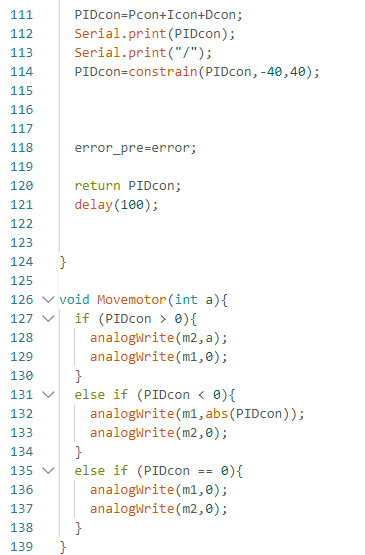 111 PIDcon=Pcon+Icon+Dcon;
112 Serial.print(PIDcon);
113 Serial.print("/");
114 PIDcon=constrain(PIDcon,-40,40);
115
116
117
118 error_pre=error;
119
120 return PIDcon;
121 delay(100);
122
123
124 }
125
126 void Movemotor(int a){
127 if (PIDcon > 0){
128 analogWrite(m2,a);
129 analogWrite(m1,0);
130 }
131 else if (PIDcon < 0){
132 analogWrite(m1,abs(PIDcon));
133 analogWrite(m2,0);
134 }
135 else if (PIDcon == 0){
136 analogWrite(m1,0);
137 analogWrite(m2,0);
138 }
139 }